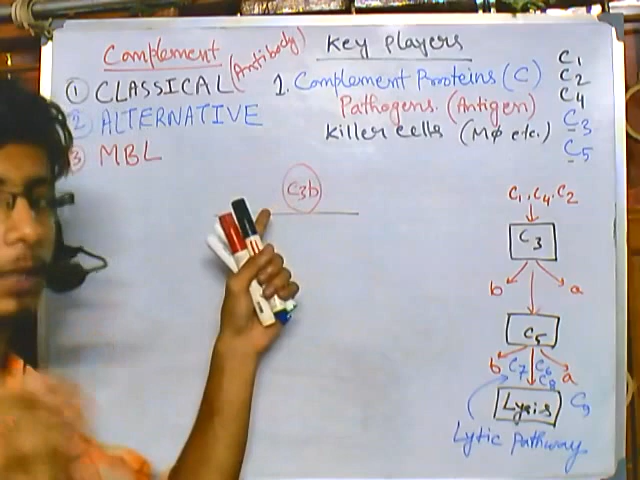 Complement
① CLASSICAL (Antibody)
② ALTERNATIVE
③ MBL
Key players
1. Complement Proteins (C)
Pathogens. (Antigen)
Killer cells (Mφ etc.)
C1
C2
C4
C3
C5
C3b
C1, C4, C2
C3
b a
C5
b C7 C6 a
C8
Lysis C9
Lytic pathway